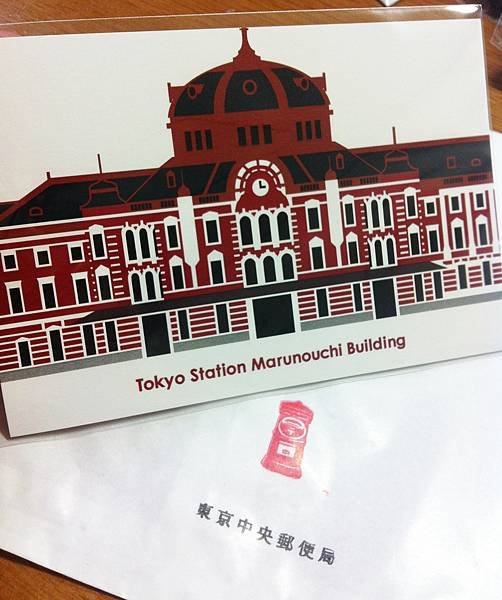 Tokyo Station Marunouchi Building
東京中央郵便局